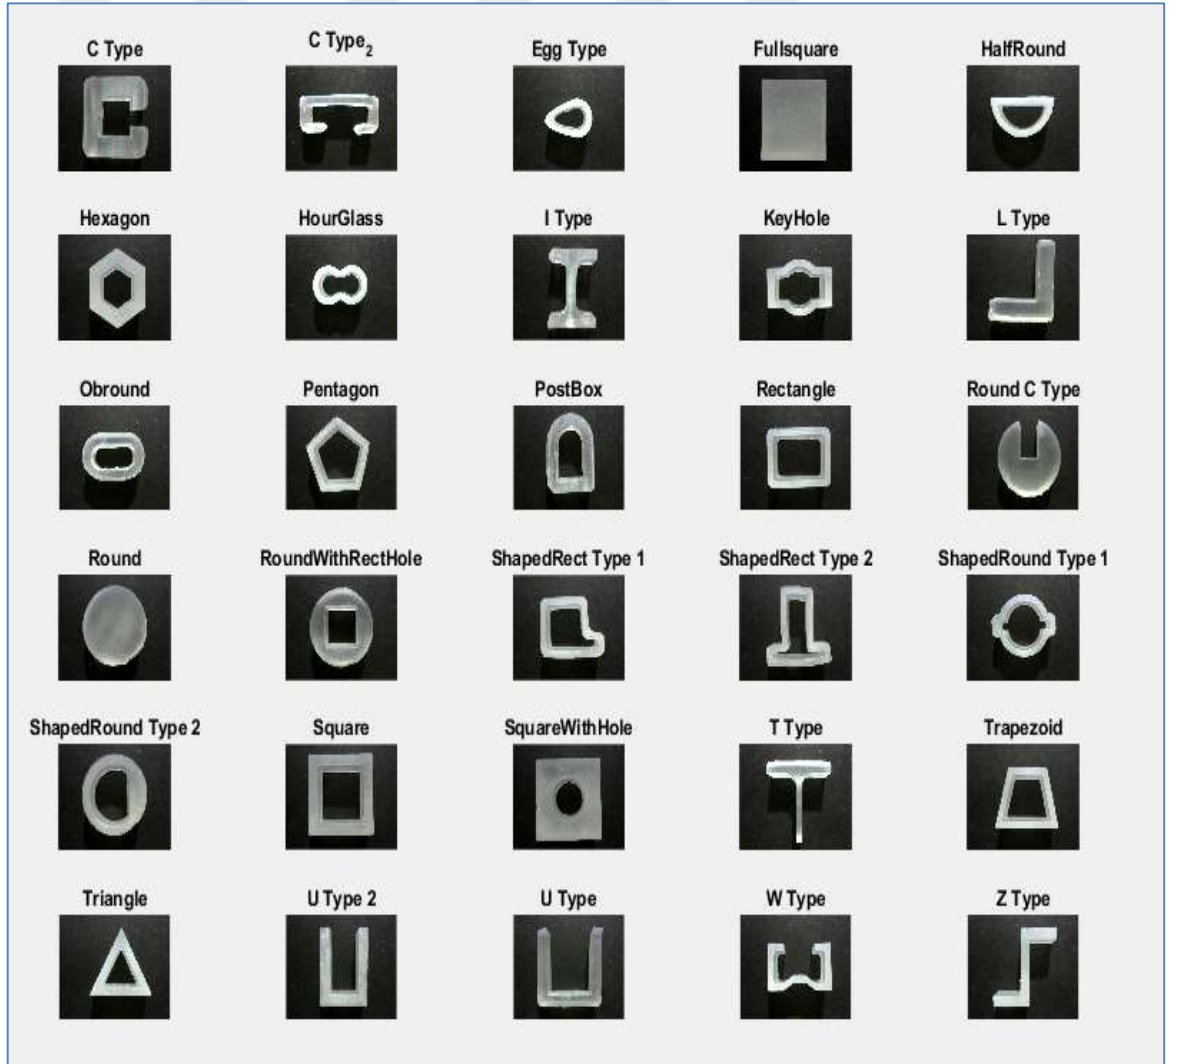 C Type
C Type2
Egg Type
Fullsquare
HalfRound
Hexagon
HourGlass
I Type
KeyHole
L Type
Obround
Pentagon
PostBox
Rectangle
Round C Type
Round
RoundWithRectHole
ShapedRect Type 1
ShapedRect Type 2
ShapedRound Type 1
ShapedRound Type 2
Square
SquareWithHole
T Type
Trapezoid
Triangle
U Type 2
U Type
W Type
Z Type